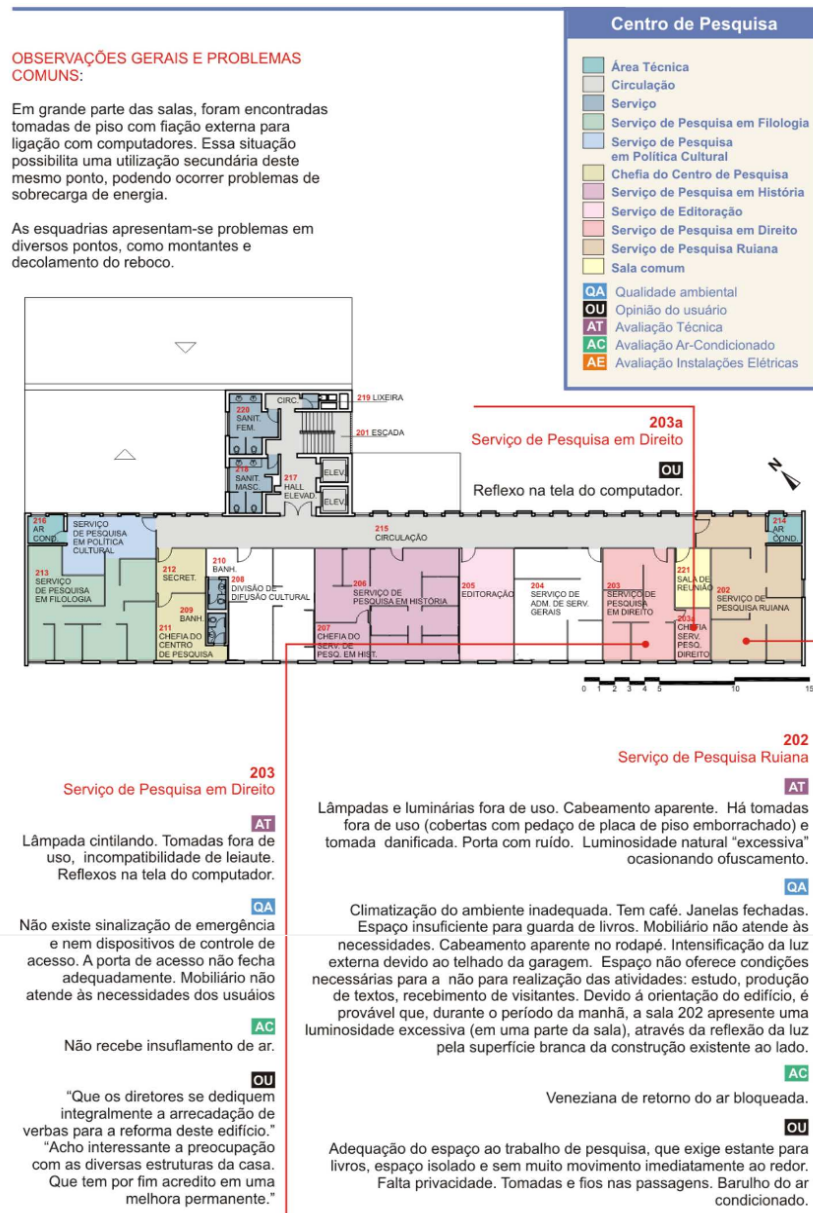 Centro de Pesquisa
Área Técnica
Circulação
Serviço
Serviço de Pesquisa em Filologia
Serviço de Pesquisa
em Política Cultural
Chefia do Centro de Pesquisa
Serviço de Pesquisa em História
Serviço de Editoração
Serviço de Pesquisa em Direito
Serviço de Pesquisa Ruiana
Sala comum
QA Qualidade ambiental
OU Opinião do usuário
AT Avaliação Técnica
AC Avaliação Ar-Condicionado
AE Avaliação Instalações Elétricas
OBSERVAÇÕES GERAIS E PROBLEMAS
COMUNS:
Em grande parte das salas, foram encontradas
tomadas de piso com fiação externa para
ligação com computadores. Essa situação
possibilita uma utilização secundária deste
mesmo ponto, podendo ocorrer problemas de
sobrecarga de energia.
As esquadrias apresentam-se problemas em
diversos pontos, como montantes e
decolamento do reboco.
203a
Serviço de Pesquisa em Direito
OU
Reflexo na tela do computador.
N
220
SANIT.
FEM.
CIRC.
219 LIXEIRA
201 ESCADA
218
SANIT.
MASC.
217
HALL
ELEVAD.
ELEV.
ELEV.
216
AR
COND.
SERVIÇO
DE PESQUISA
EM POLÍTICA
CULTURAL
215
CIRCULAÇÃO
214
AR
COND.
213
SERVIÇO
DE PESQUISA
EM FILOLOGIA
212
SECRET.
209
BANH.
211
CHEFIA DO
CENTRO
DE PESQUISA
210
BANH.
208
DIVISÃO DE
DIFUSÃO CULTURAL
206
SERVIÇO DE
PESQUISA EM HISTÓRIA
207
CHEFIA DO
SERV. DE
PESQ. EM HIST.
205
EDITORAÇÃO
204
SERVIÇO DE
ADM. DE SERV.
GERAIS
203
SERVIÇO DE
PESQUISA
EM DIREITO
221
SALA DE
REUNIÃO
203a
CHEFIA
SERV.
PESQ.
DIREITO
202
SERVIÇO DE
PESQUISA RUIANA
0 1 2 3 4 5 10 15
203
Serviço de Pesquisa em Direito
AT
Lâmpada cintilando. Tomadas fora de
uso, incompatibilidade de leiaute.
Reflexos na tela do computador.
QA
Não existe sinalização de emergência
e nem dispositivos de controle de
acesso. A porta de acesso não fecha
adequadamente. Mobiliário não
atende às necessidades dos usuáios
AC
Não recebe insuflamento de ar.
OU
“Que os diretores se dediquem
integralmente a arrecadação de
verbas para a reforma deste edifício.”
“Acho interessante a preocupação
com as diversas estruturas da casa.
Que tem por fim acredito em uma
melhora permanente.”
202
Serviço de Pesquisa Ruiana
AT
Lâmpadas e luminárias fora de uso. Cabeamento aparente. Há tomadas
fora de uso (cobertas com pedaço de placa de piso emborrachado) e
tomada danificada. Porta com ruído. Luminosidade natural “excessiva”
ocasionando ofuscamento.
QA
Climatização do ambiente inadequada. Tem café. Janelas fechadas.
Espaço insuficiente para guarda de livros. Mobiliário não atende às
necessidades. Cabeamento aparente no rodapé. Intensificação da luz
externa devido ao telhado da garagem. Espaço não oferece condições
necessárias para a não para realização das atividades: estudo, produção
de textos, recebimento de visitantes. Devido á orientação do edifício, é
provável que, durante o período da manhã, a sala 202 apresente uma
luminosidade excessiva (em uma parte da sala), através da reflexão da luz
pela superfície branca da construção existente ao lado.
AC
Veneziana de retorno do ar bloqueada.
OU
Adequação do espaço ao trabalho de pesquisa, que exige estante para
livros, espaço isolado e sem muito movimento imediatamente ao redor.
Falta privacidade. Tomadas e fios nas passagens. Barulho do ar
condicionado.